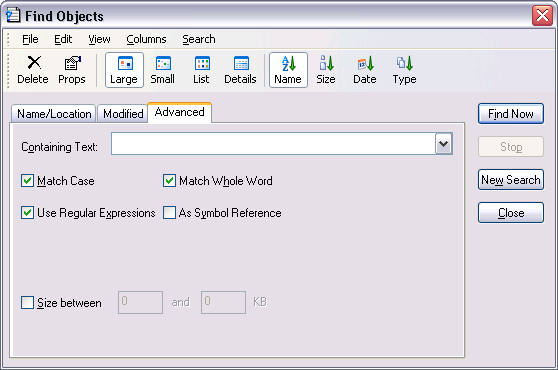 Find Objects
File Edit View Columns Search
Delete Props Large Small List Details Name Size Date Type
Name/Location Modified Advanced
Find Now
Containing Text:
Stop
Match Case Match Whole Word
New Search
Use Regular Expressions As Symbol Reference
Close
Size between 0 and 0 KB